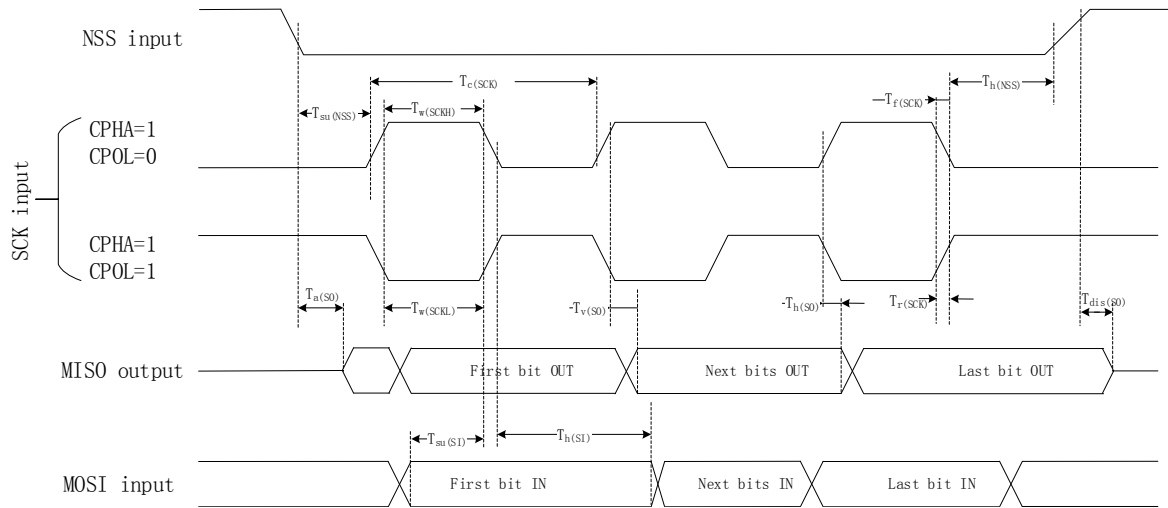 NSS input
Tc(SCK)
Th(NSS)
Tf(SCK)
Tsu(NSS)
Tw(SCKH)
SCK input
CPHA=1
CPOL=0
CPHA=1
CPOL=1
Ta(SO)
Tw(SCKL)
Tv(SO)
Th(SO)
Tr(SCK)
Tdis(SO)
MISO output
First bit OUT
Next bits OUT
Last bit OUT
Tsu(SI)
Th(SI)
MOSI input
First bit IN
Next bits IN
Last bit IN